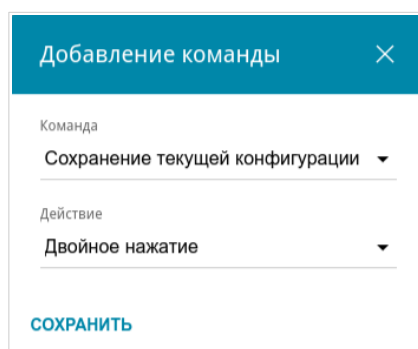 Добавление команды
Команда
Сохранение текущей конфигурации
Действие
Двойное нажатие
СОХРАНИТЬ